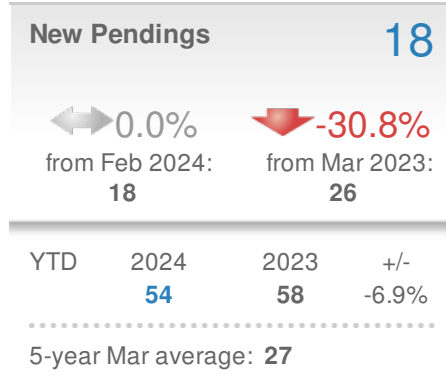 New Pendings 18
0.0% -30.8%
from Feb 2024: from Mar 2023:
18 26
YTD 2024 2023 +/-
54 58 -6.9%
5-year Mar average: 27